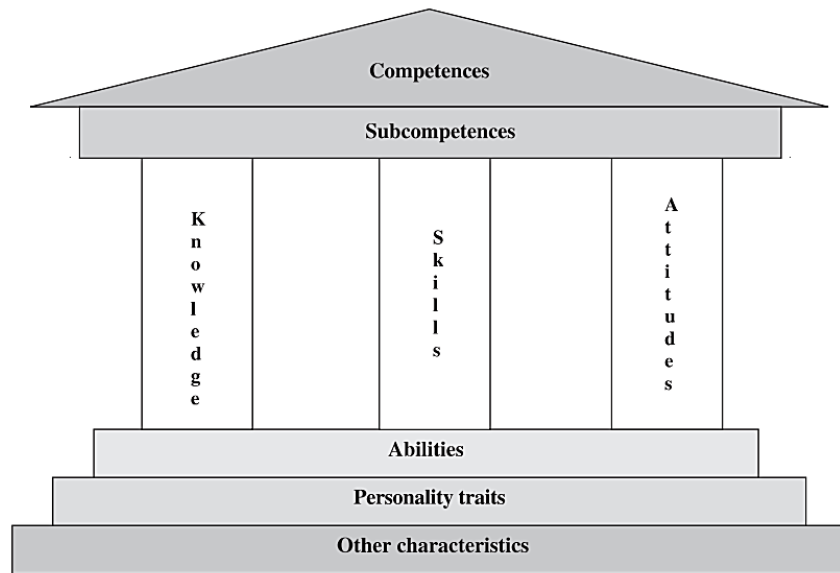 Competences
Subcompetences
Knowledge
Skills
Attitudes
Abilities
Personality traits
Other characteristics